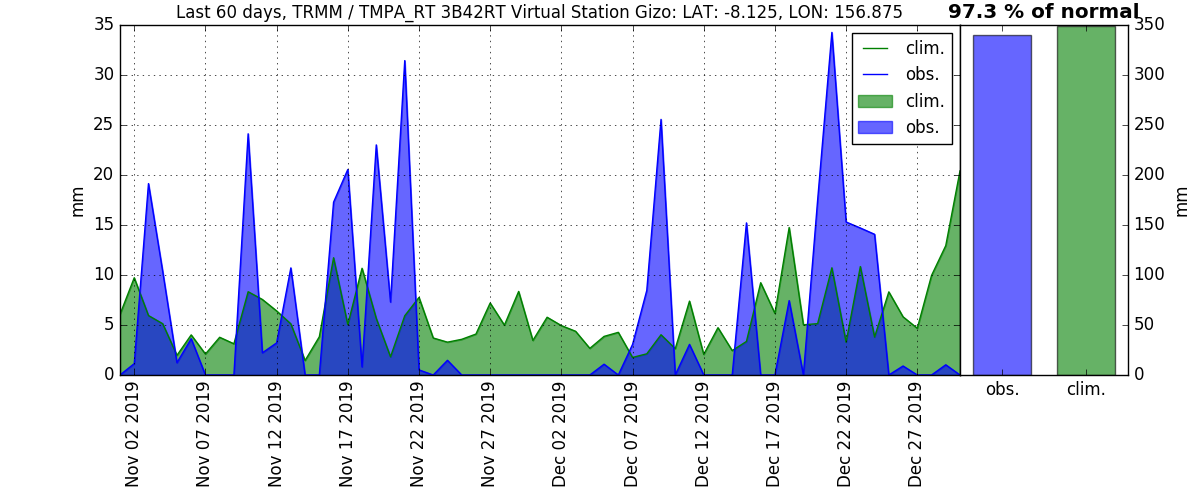 Last 60 days, TRMM / TMPA_RT 3B42RT Virtual Station Gizo: LAT: -8.125, LON: 156.875
97.3 % of normal
35
30
25
20
15
10
5
0
mm
clim.
obs.
clim.
obs.
350
300
250
200
150
100
50
0
mm
obs.
clim.
Nov 02 2019
Nov 07 2019
Nov 12 2019
Nov 17 2019
Nov 22 2019
Nov 27 2019
Dec 02 2019
Dec 07 2019
Dec 12 2019
Dec 17 2019
Dec 22 2019
Dec 27 2019